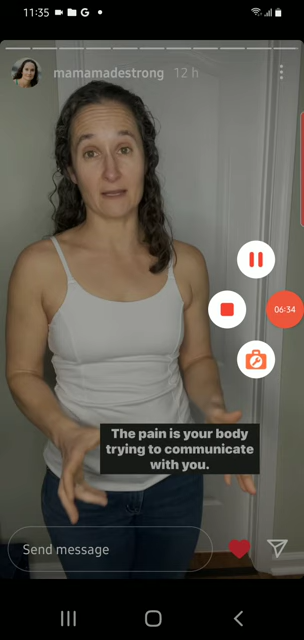 11:35
G
mamamadestrong 12 h
06:34
The pain is your body
trying to communicate
with you.
Send message